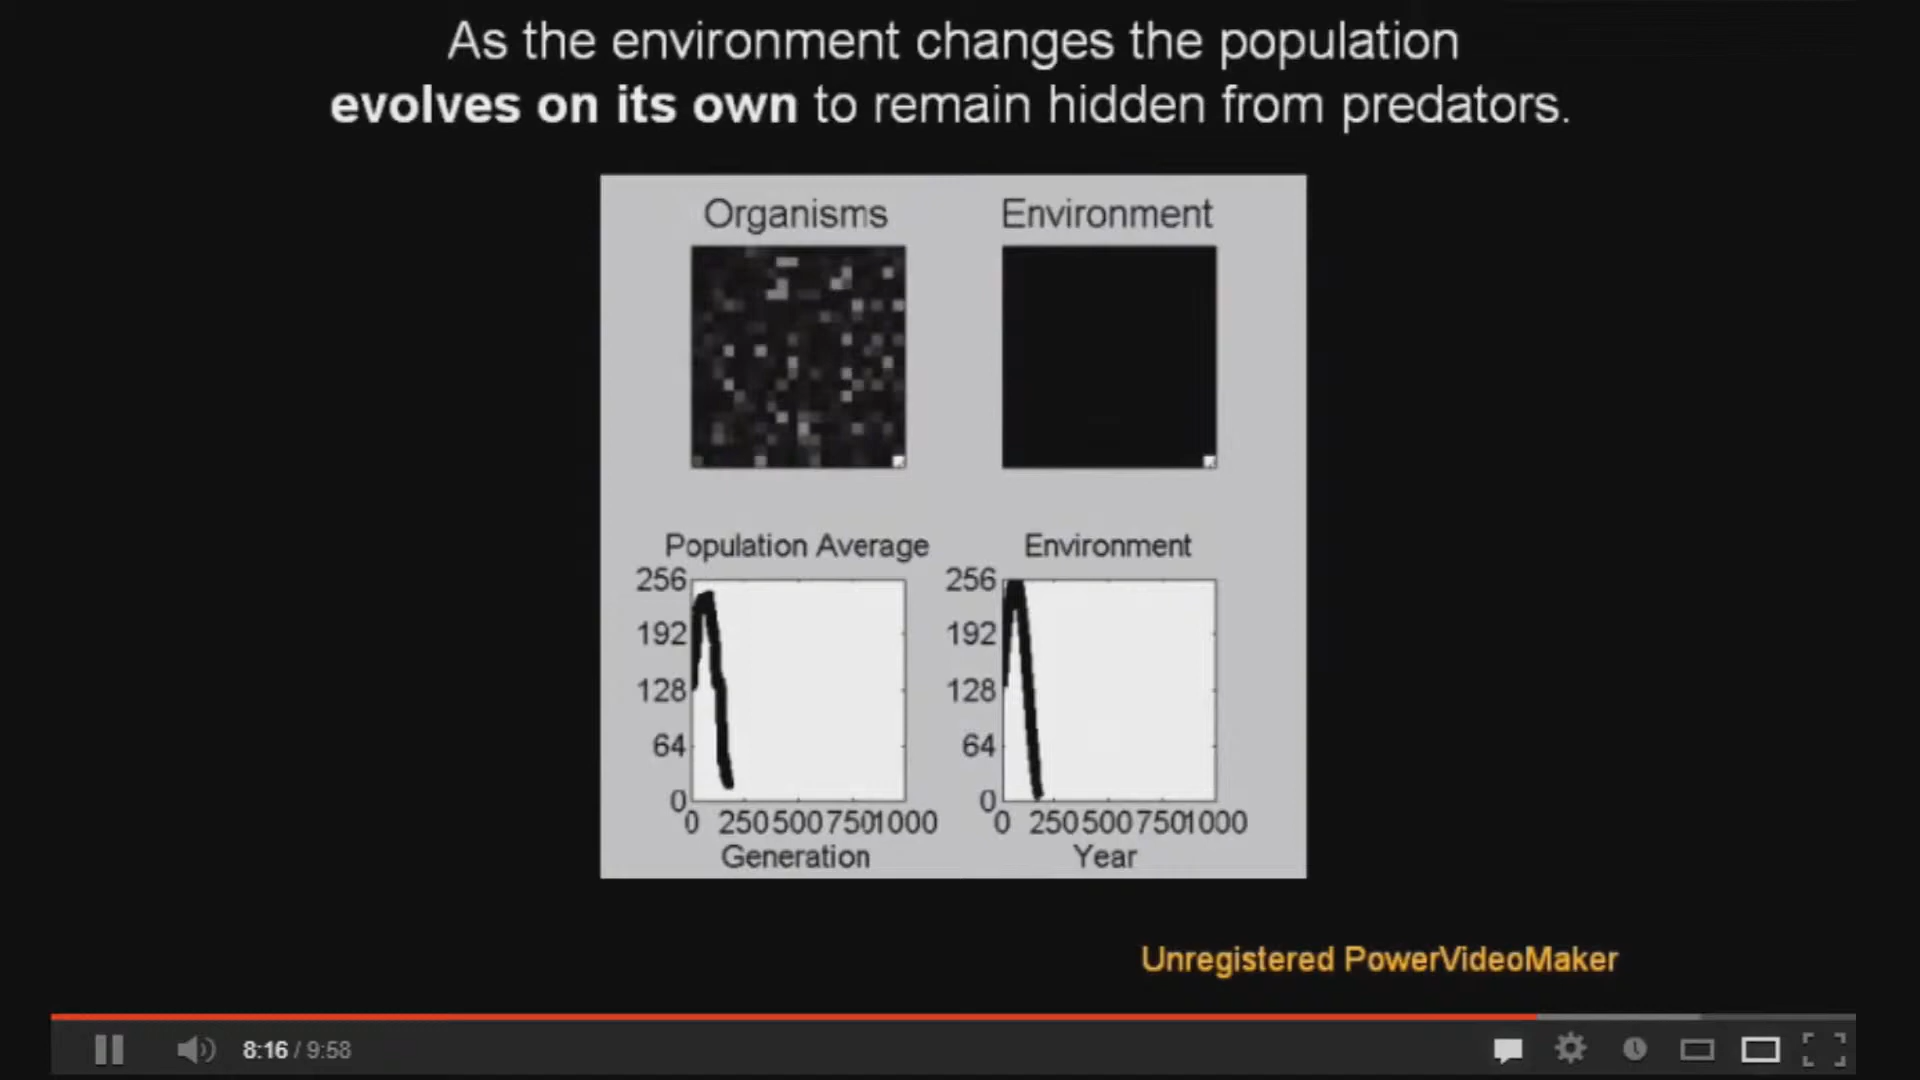 As the environment changes the population
evolves on its own to remain hidden from predators.
Organisms Environment
Population Average Environment
256 256
192 192
128 128
64 64
0 0
0 250 500 750 1000 0 250 500 750 1000
Generation Year
Unregistered PowerVideoMaker
8:16 / 9:58